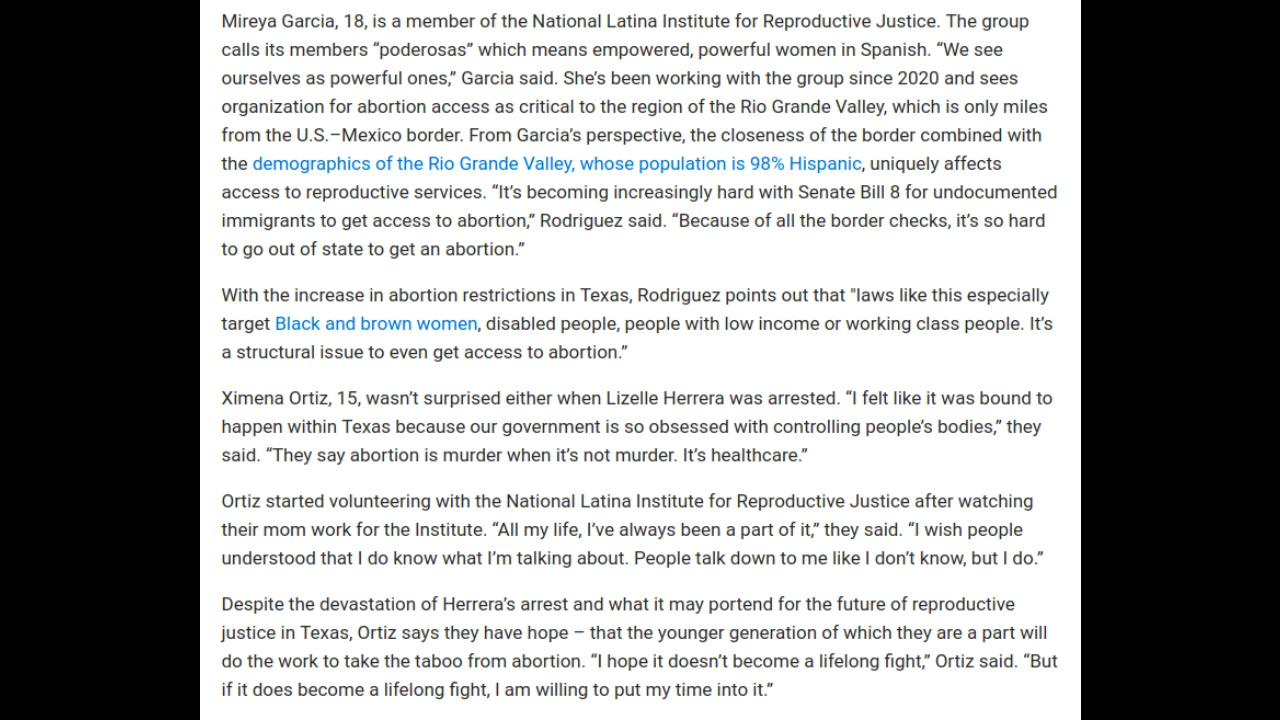 Mireya Garcia, 18, is a member of the National Latina Institute for Reproductive Justice. The group
calls its members “poderosas” which means empowered, powerful women in Spanish. “We see
ourselves as powerful ones,” Garcia said. She’s been working with the group since 2020 and sees
organization for abortion access as critical to the region of the Rio Grande Valley, which is only miles
from the U.S.–Mexico border. From Garcia’s perspective, the closeness of the border combined with
the demographics of the Rio Grande Valley, whose population is 98% Hispanic, uniquely affects
access to reproductive services. “It’s becoming increasingly hard with Senate Bill 8 for undocumented
immigrants to get access to abortion,” Rodriguez said. “Because of all the border checks, it’s so hard
to go out of state to get an abortion.”
With the increase in abortion restrictions in Texas, Rodriguez points out that "laws like this especially
target Black and brown women, disabled people, people with low income or working class people. It’s
a structural issue to even get access to abortion.”
Ximena Ortiz, 15, wasn’t surprised either when Lizelle Herrera was arrested. “I felt like it was bound to
happen within Texas because our government is so obsessed with controlling people’s bodies,” they
said. “They say abortion is murder when it’s not murder. It’s healthcare.”
Ortiz started volunteering with the National Latina Institute for Reproductive Justice after watching
their mom work for the Institute. “All my life, I’ve always been a part of it,” they said. “I wish people
understood that I do know what I’m talking about. People talk down to me like I don’t know, but I do.”
Despite the devastation of Herrera’s arrest and what it may portend for the future of reproductive
justice in Texas, Ortiz says they have hope – that the younger generation of which they are a part will
do the work to take the taboo from abortion. “I hope it doesn’t become a lifelong fight,” Ortiz said. “But
if it does become a lifelong fight, I am willing to put my time into it.”